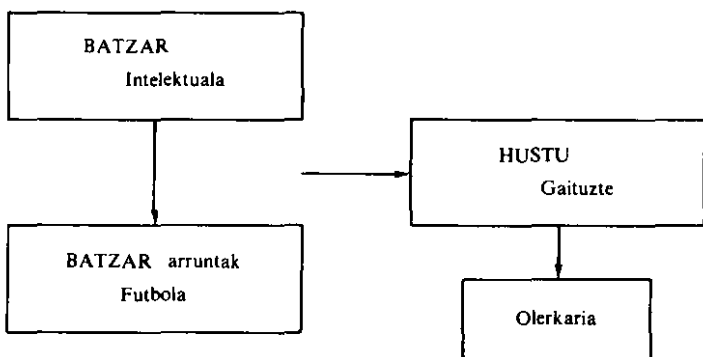 BATZAR
Intelektuala
HUSTU
Gaituzte
BATZAR arruntak
Futbola
Olerkaria